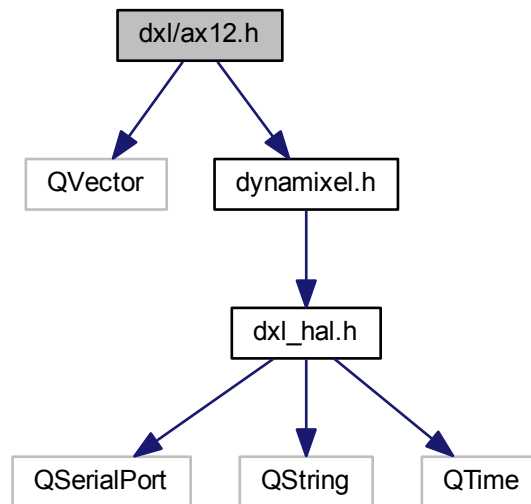 dxl/ax12.h
QVector
dynamixel.h
dxl_hal.h
QSerialPort
QString
QTime